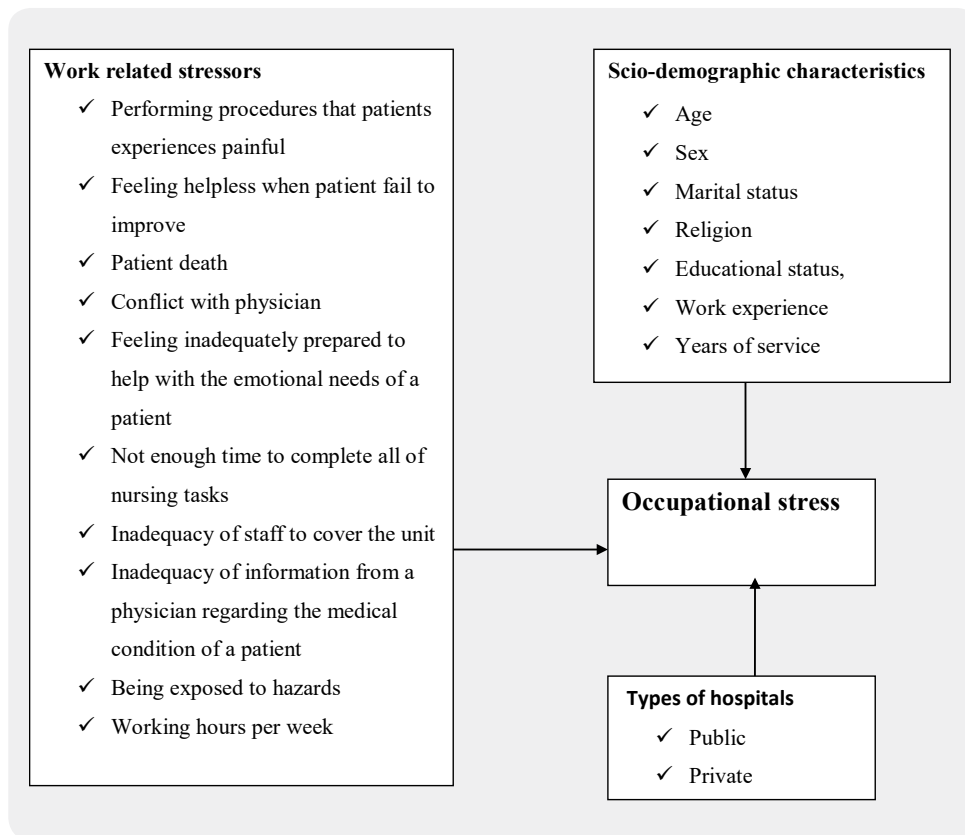 Work related stressors
✓ Performing procedures that patients
experiences painful
✓ Feeling helpless when patient fail to
improve
✓ Patient death
✓ Conflict with physician
✓ Feeling inadequately prepared to
help with the emotional needs of a
patient
✓ Not enough time to complete all of
nursing tasks
✓ Inadequacy of staff to cover the unit
✓ Inadequacy of information from a
physician regarding the medical
condition of a patient
✓ Being exposed to hazards
✓ Working hours per week
Scio-demographic characteristics
✓ Age
✓ Sex
✓ Marital status
✓ Religion
✓ Educational status,
✓ Work experience
✓ Years of service
Occupational stress
Types of hospitals
✓ Public
✓ Private